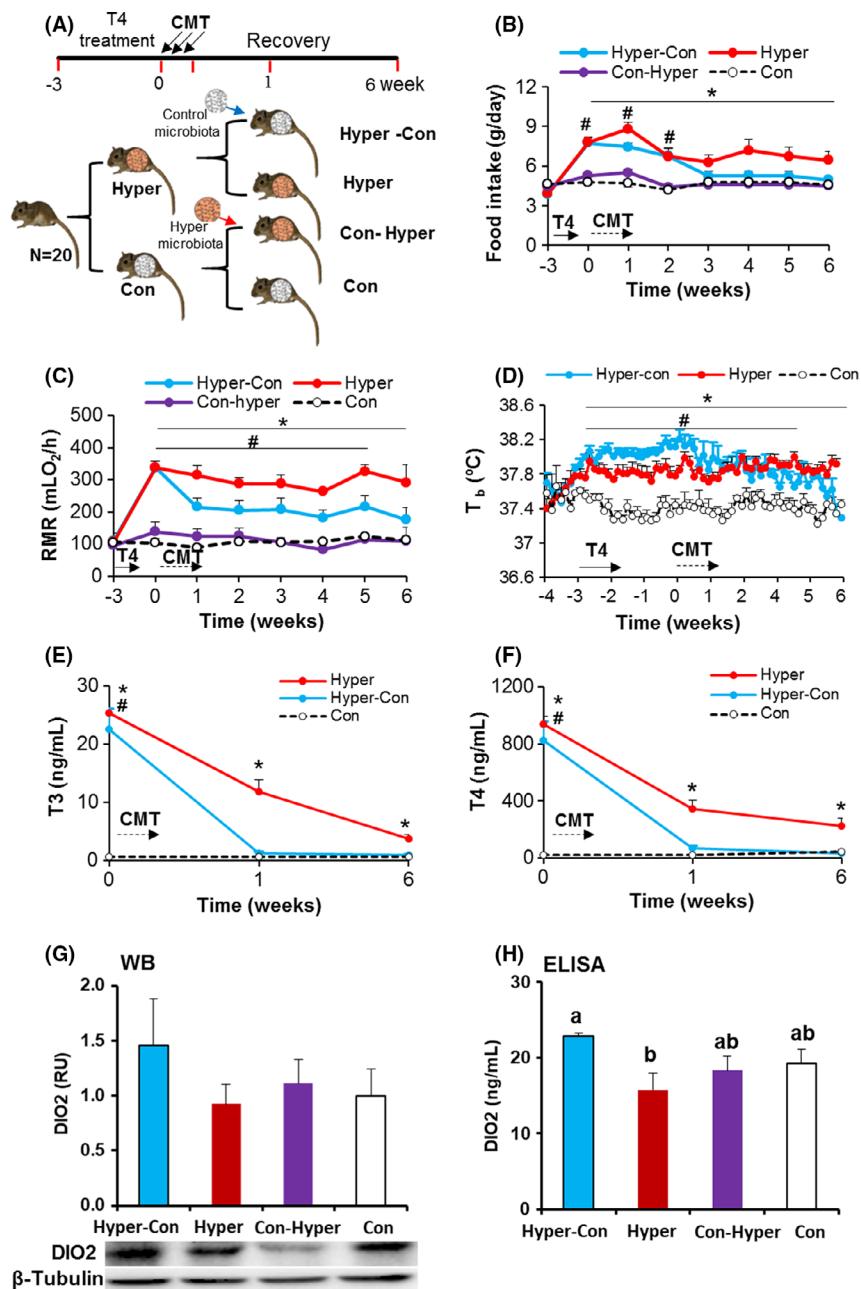 (A)
T4
treatment
CMT
Recovery
-3
0
1
6 week
Control
microbiota
Hyper -Con
Hyper
Hyper
Hyper
microbiota
Con- Hyper
N=20
Con
Con
(B)
Hyper-Con
Hyper
Con-Hyper
Con
Food intake (g/day)
12
9
6
3
0
*
# # #
T4
CMT
-3 0 1 2 3 4 5 6
Time (weeks)
(C)
Hyper-Con
Hyper
Con-hyper
Con
RMR (mLO₂/h)
500
400
300
200
100
0
*
#
T4
CMT
-3 0 1 2 3 4 5 6
Time (weeks)
(D)
Hyper-con
Hyper
Con
T b (ºC)
38.6
38.2
37.8
37.4
37
36.6
*
#
T4
CMT
-4 -3 -2 -1 0 1 2 3 4 5 6
Time (weeks)
(E)
Hyper
Hyper-Con
Con
T3 (ng/mL)
30
20
10
0
*
#
*
*
CMT
0 1 6
Time (weeks)
(F)
Hyper
Hyper-Con
Con
T4 (ng/mL)
1200
800
400
0
*
#
*
*
CMT
0 1 6
Time (weeks)
(G)
WB
DIO2 (RU)
2.0
1.5
1.0
0.5
0.0
Hyper-Con Hyper Con-Hyper Con
DIO2
β-Tubulin
(H)
ELISA
DIO2 (ng/mL)
30
20
10
0
a b ab ab
Hyper-Con Hyper Con-Hyper Con